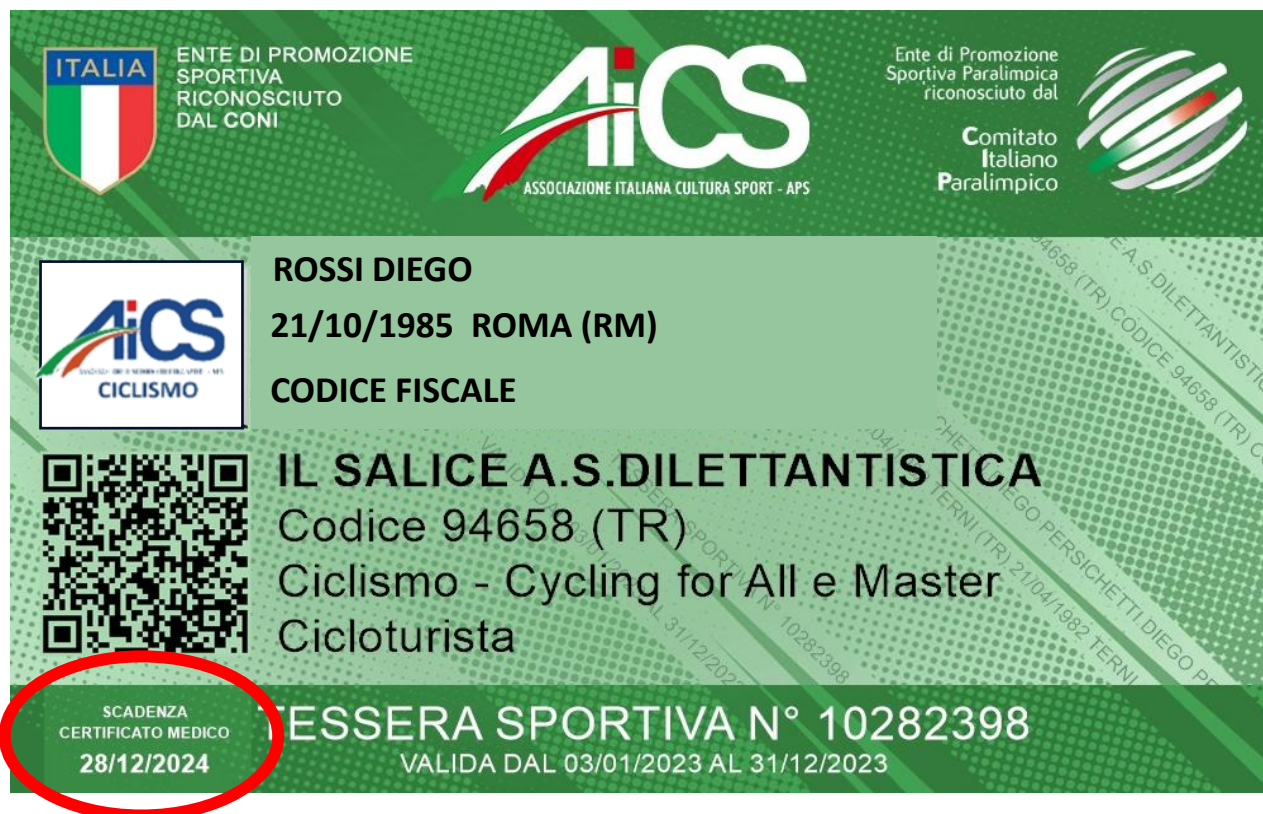 ITALIA
ENTE DI PROMOZIONE
SPORTIVA
RICONOSCIUTO
DAL CONI
AiCS
ASSOCIAZIONE ITALIANA CULTURA SPORT - APS
Ente di Promozione
Sportiva Paralimpica
riconosciuto dal
Comitato
Italiano
Paralimpico
AiCS
CICLISMO
ROSSI DIEGO
21/10/1985 ROMA (RM)
CODICE FISCALE
IL SALICE A.S.DILETTANTISTICA
Codice 94658 (TR)
Ciclismo - Cycling for All e Master
Cicloturista
SCADENZA
CERTIFICATO MEDICO
28/12/2024
TESSERA SPORTIVA N° 10282398
VALIDA DAL 03/01/2023 AL 31/12/2023